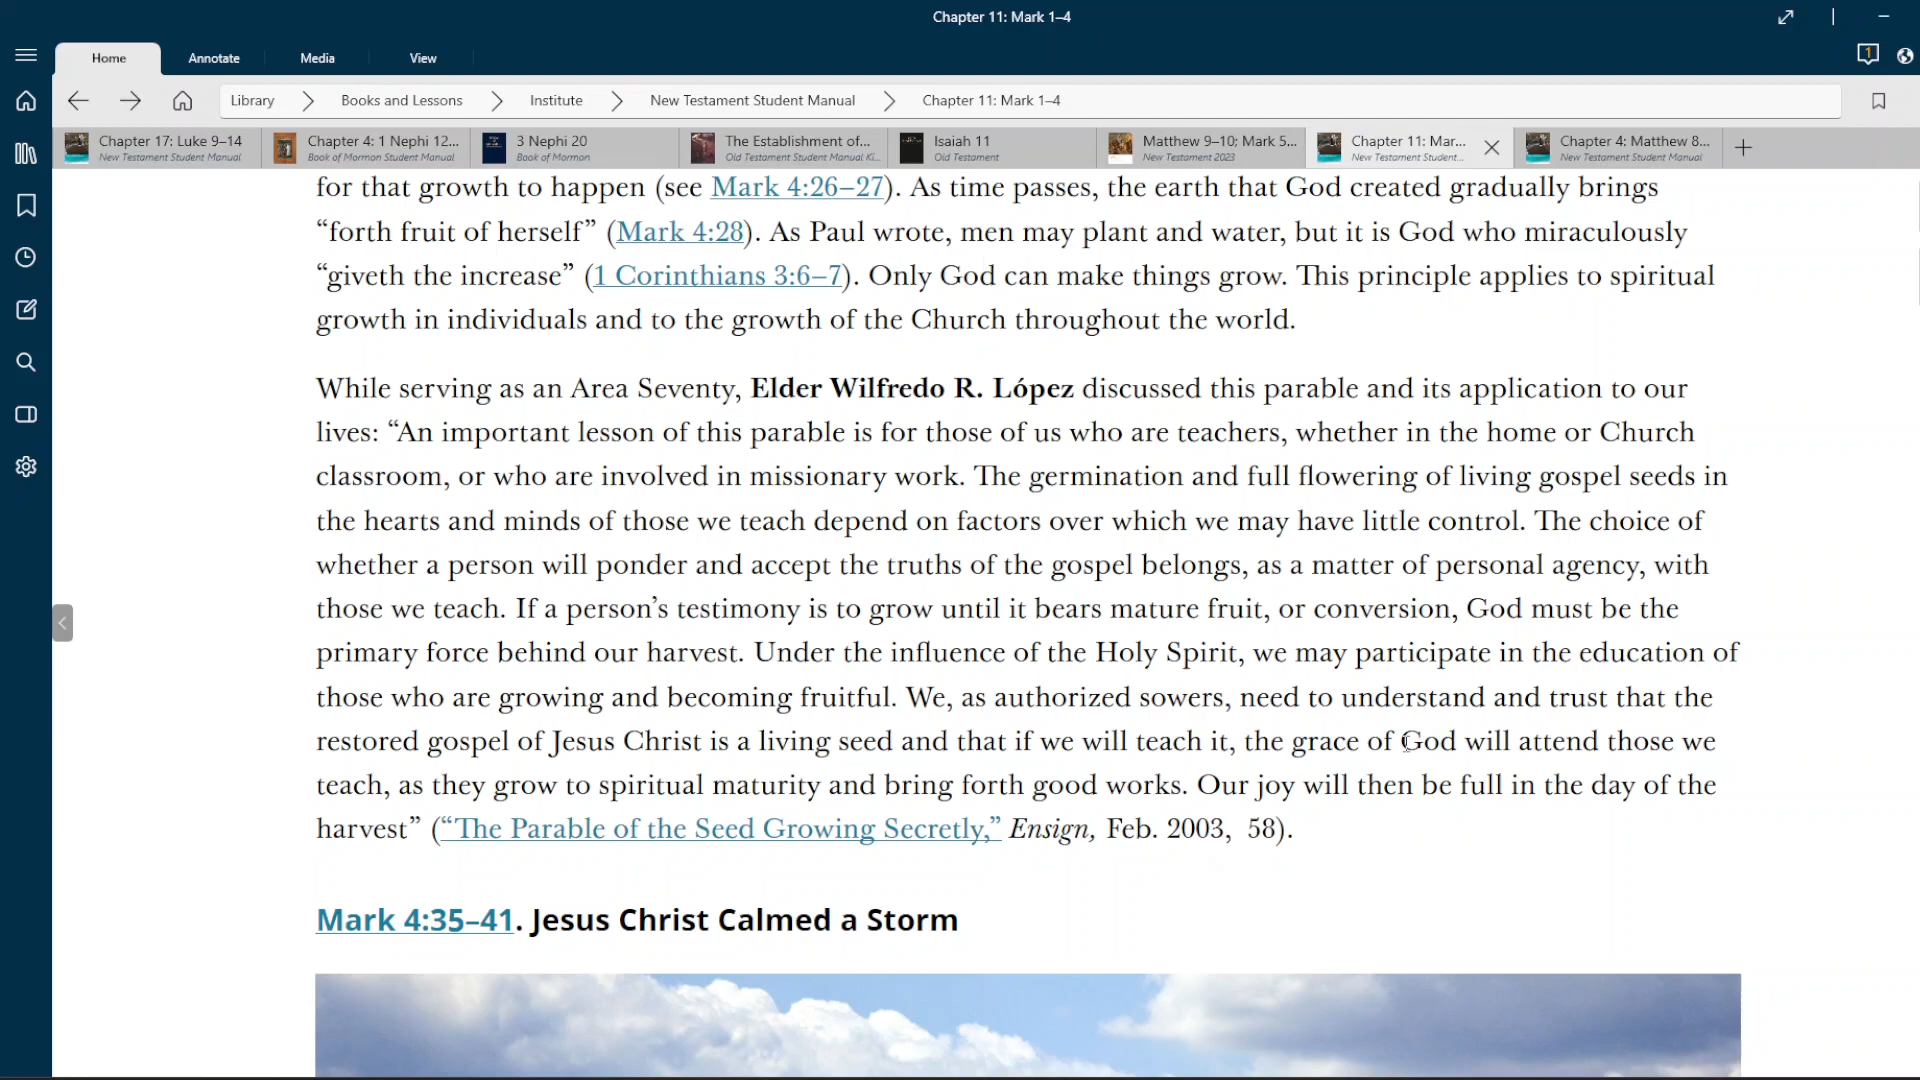 Chapter 11: Mark 1–4
Home
Annotate
Media
View
1
Library
Books and Lessons
Institute
New Testament Student Manual
Chapter 11: Mark 1–4
Chapter 17: Luke 9–14
New Testament Student Manual
Chapter 4: 1 Nephi 12...
Book of Mormon Student Manual
3 Nephi 20
Book of Mormon
The Establishment of...
Old Testament Student Manual Ki...
Isaiah 11
Old Testament
Matthew 9–10; Mark 5...
New Testament 2023
Chapter 11: Mar...
New Testament Student...
Chapter 4: Matthew 8...
New Testament Student Manual
for that growth to happen (see Mark 4:26–27). As time passes, the earth that God created gradually brings
“forth fruit of herself” (Mark 4:28). As Paul wrote, men may plant and water, but it is God who miraculously
“giveth the increase” (1 Corinthians 3:6–7). Only God can make things grow. This principle applies to spiritual
growth in individuals and to the growth of the Church throughout the world.
While serving as an Area Seventy, Elder Wilfredo R. López discussed this parable and its application to our
lives: “An important lesson of this parable is for those of us who are teachers, whether in the home or Church
classroom, or who are involved in missionary work. The germination and full flowering of living gospel seeds in
the hearts and minds of those we teach depend on factors over which we may have little control. The choice of
whether a person will ponder and accept the truths of the gospel belongs, as a matter of personal agency, with
those we teach. If a person’s testimony is to grow until it bears mature fruit, or conversion, God must be the
primary force behind our harvest. Under the influence of the Holy Spirit, we may participate in the education of
those who are growing and becoming fruitful. We, as authorized sowers, need to understand and trust that the
restored gospel of Jesus Christ is a living seed and that if we will teach it, the grace of God will attend those we
teach, as they grow to spiritual maturity and bring forth good works. Our joy will then be full in the day of the
harvest” (“The Parable of the Seed Growing Secretly,” Ensign, Feb. 2003, 58).
Mark 4:35–41. Jesus Christ Calmed a Storm